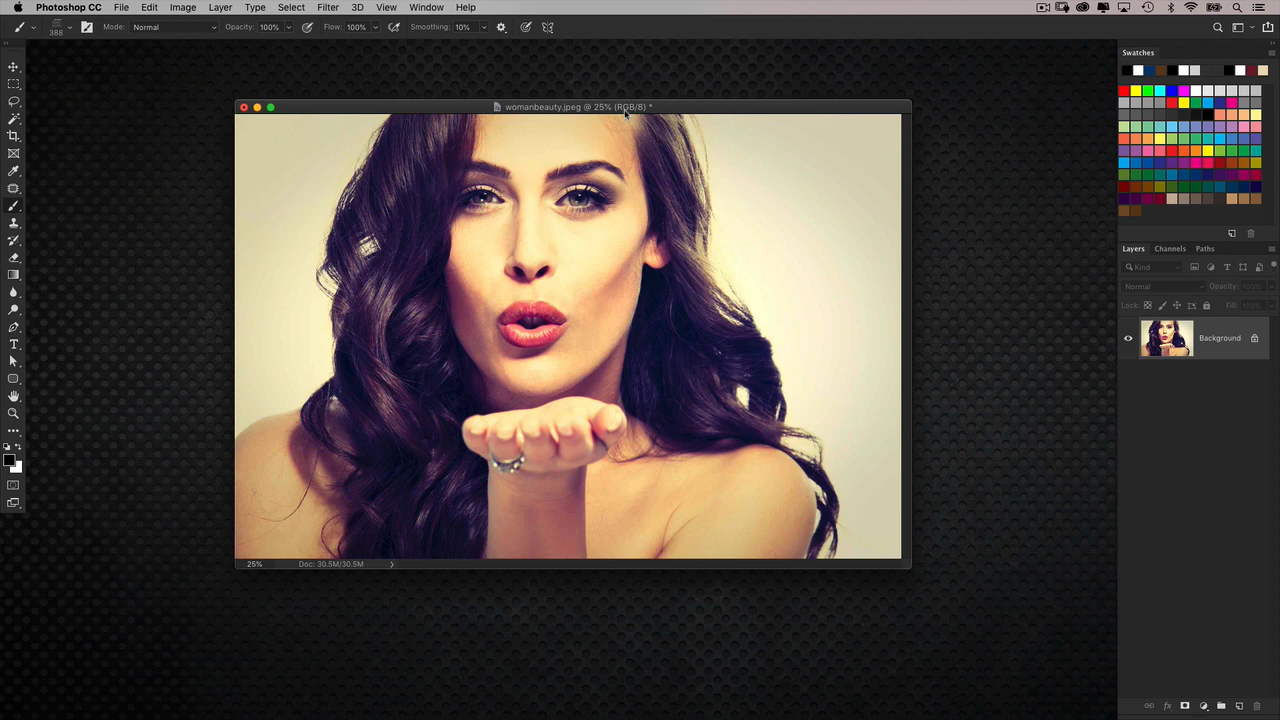 Photoshop CC File Edit Image Layer Type Select Filter 3D View Window Help
388 Mode: Normal Opacity: 100% Flow: 100% Smoothing: 10%
womanbeauty.jpeg @ 25% (RGB/8) *
25% Doc: 30.5M/30.5M
Swatches
Layers Channels Paths
Kind
Normal Opacity: 100%
Lock: Fill: 100%
Background
fx